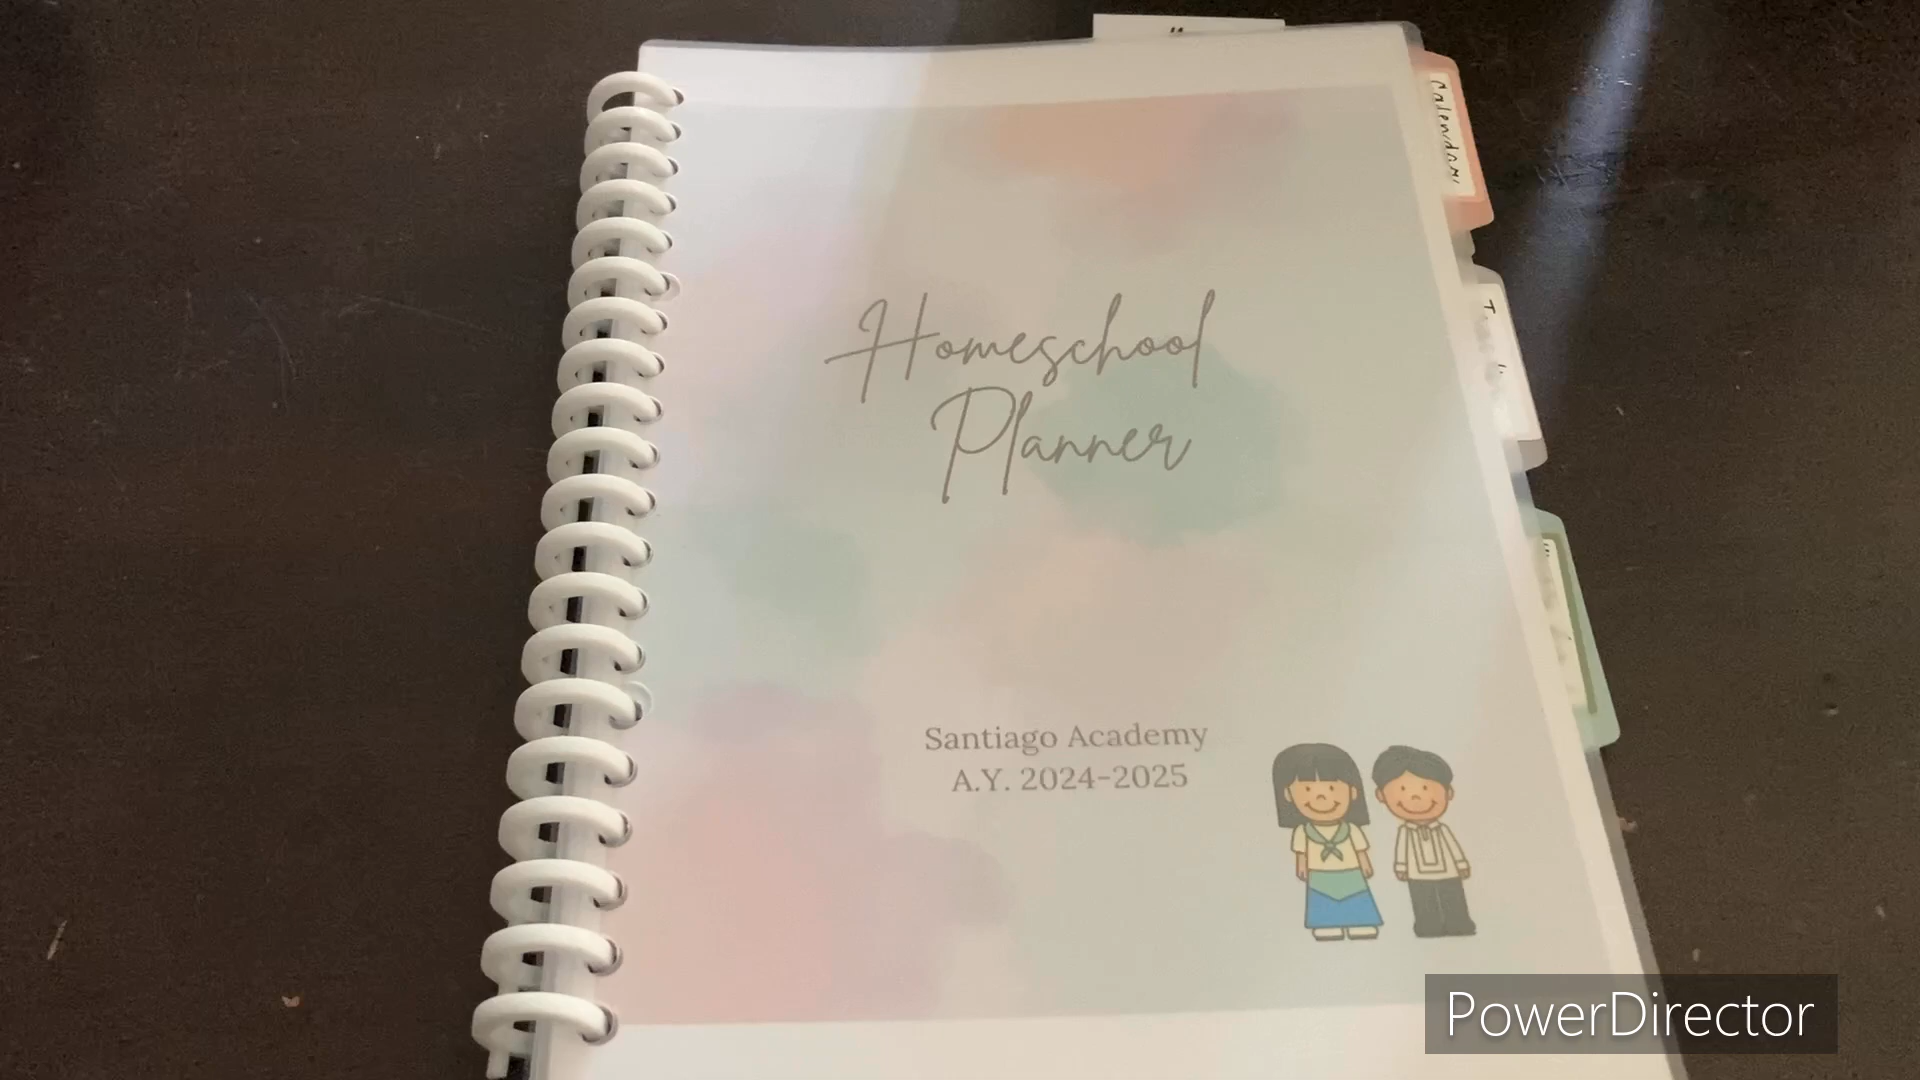 Calendar
Homeschool
Planner
Santiago Academy
A.Y. 2024-2025
PowerDirector